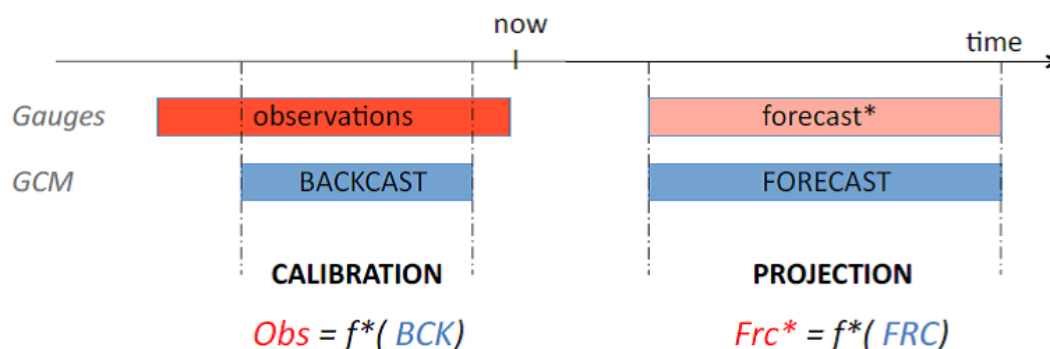 now
time
Gauges observations forecast*
GCM BACKCAST FORECAST
CALIBRATION PROJECTION
Obs = f*( BCK) Frc* = f*( FRC)